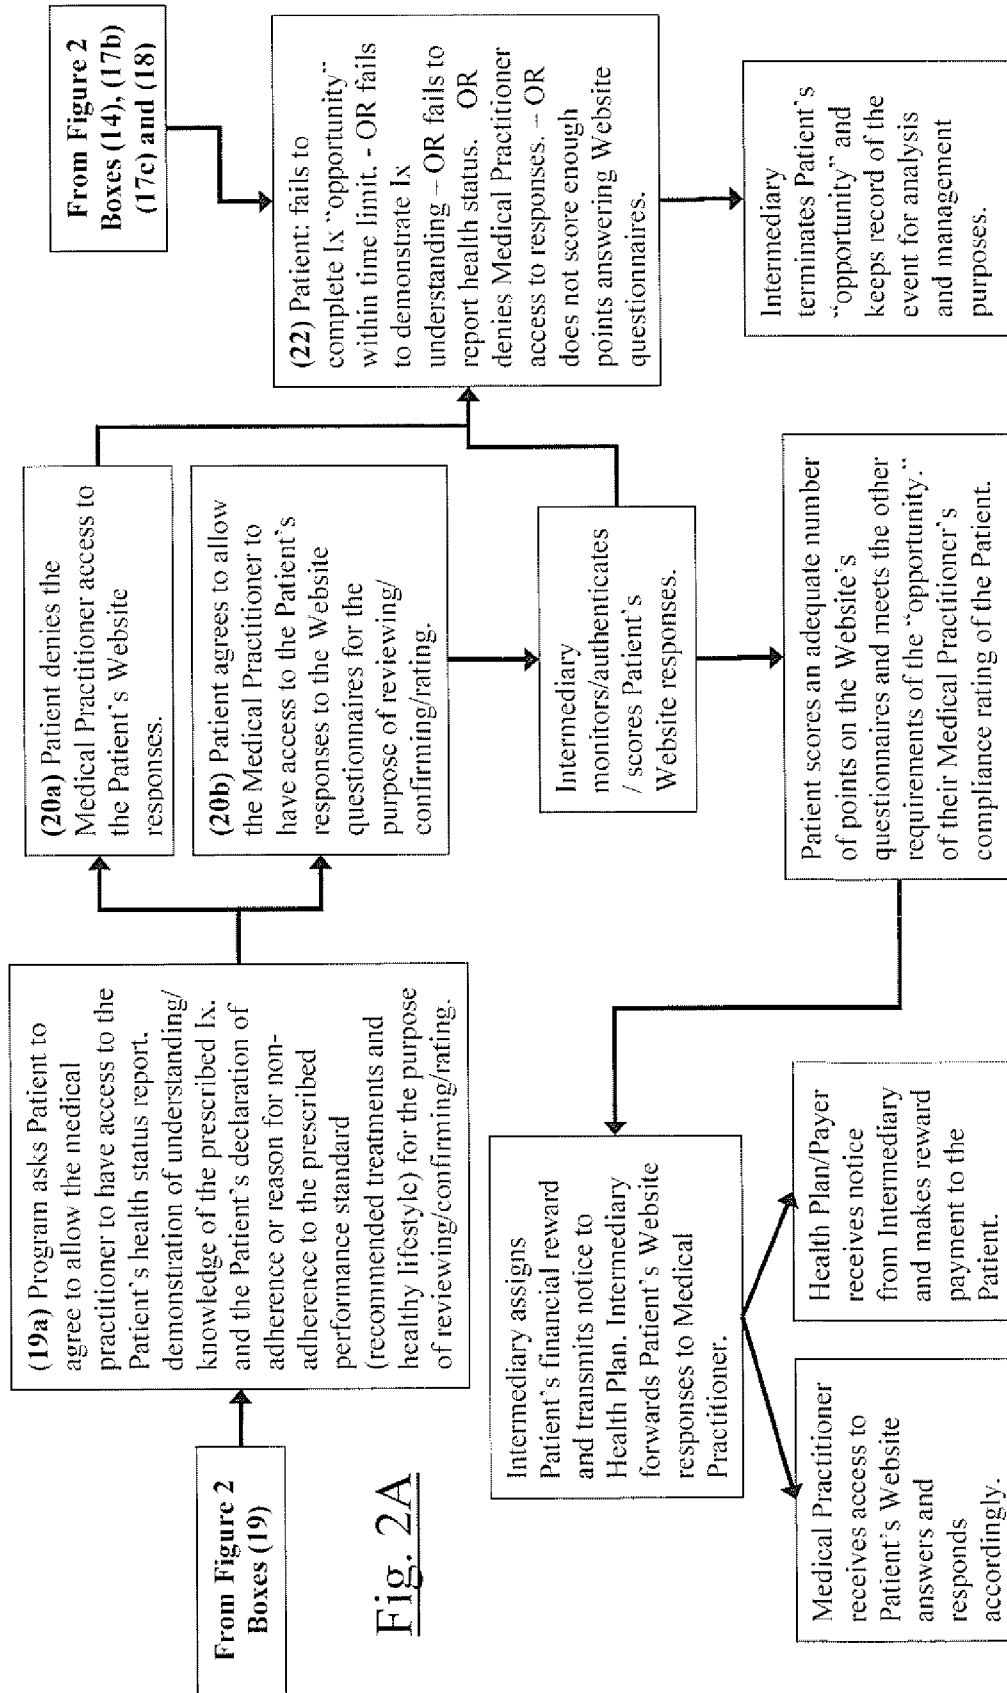 From Figure 2
Boxes (19)
(19a) Program asks Patient to
agree to allow the medical
practitioner to have access to the
Patient's health status report.
demonstration of understanding/
knowledge of the prescribed Ix.
and the Patient's declaration of
adherence or reason for non-
adherence to the prescribed
performance standard
(recommended treatments and
healthy lifestyle) for the purpose
of reviewing/confirming/rating.
(20a) Patient denies the
Medical Practitioner access to
the Patient's Website
responses.
(20b) Patient agrees to allow
the Medical Practitioner to
have access to the Patient's
responses to the Website
questionnaires for the
purpose of reviewing/
confirming/rating.
From Figure 2
Boxes (14), (17b)
(17c) and (18)
(22) Patient: fails to
complete Ix "opportunity"
within time limit. - OR fails
to demonstrate Ix
understanding – OR fails to
report health status. OR
denies Medical Practitioner
access to responses. – OR
does not score enough
points answering Website
questionnaires.
Intermediary
monitors/authenticates
/ scores Patient's
Website responses.
Intermediary
terminates Patient's
"opportunity" and
keeps record of the
event for analysis
and management
purposes.
Patient scores an adequate number
of points on the Website's
questionnaires and meets the other
requirements of the "opportunity."
of their Medical Practitioner's
compliance rating of the Patient.
Intermediary assigns
Patient's financial reward
and transmits notice to
Health Plan. Intermediary
forwards Patient's Website
responses to Medical
Practitioner.
Medical Practitioner
receives access to
Patient's Website
answers and
responds
accordingly.
Health Plan/Payer
receives notice
from Intermediary
and makes reward
payment to the
Patient.
Fig. 2A